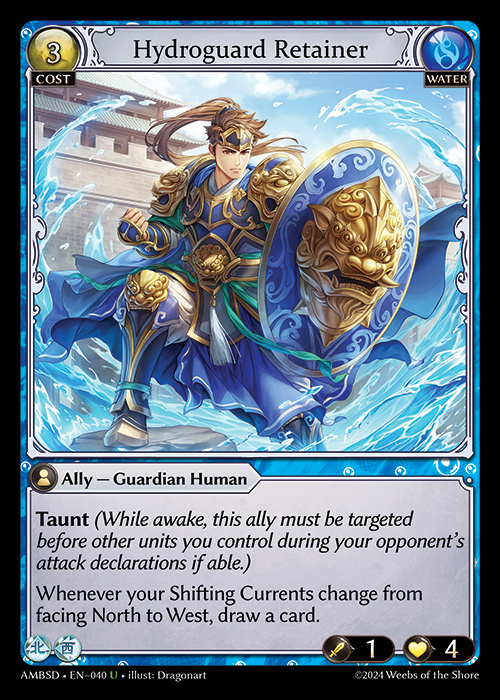 3
COST
Hydroguard Retainer
WATER
Ally — Guardian Human
Taunt (While awake, this ally must be targeted
before other units you control during your opponent's
attack declarations if able.)
Whenever your Shifting Currents change from
facing North to West, draw a card.
北 西
1
4
AMBSD • EN-040 U • illust: Dragonart
©2024 Weebs of the Shore